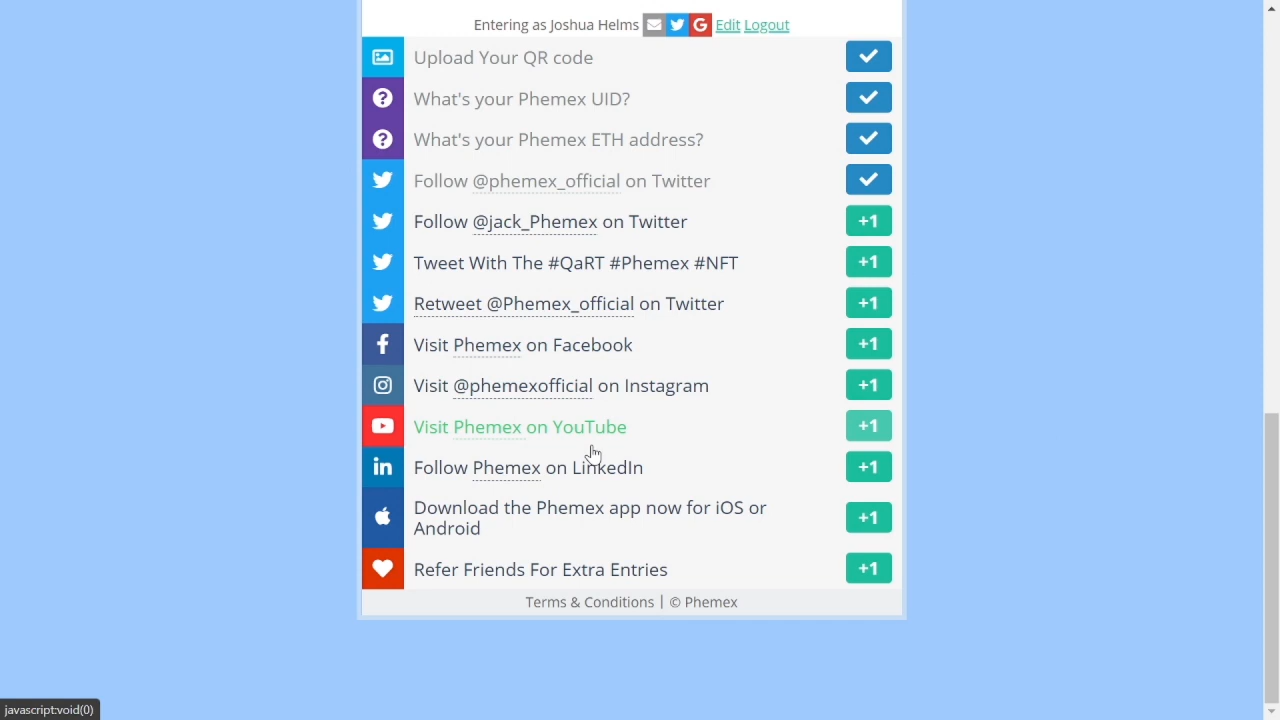 Entering as Joshua Helms Edit Logout
Upload Your QR code
What's your Phemex UID?
What's your Phemex ETH address?
Follow @phemex_official on Twitter
Follow @jack_Phemex on Twitter +1
Tweet With The #QaRT #Phemex #NFT +1
Retweet @Phemex_official on Twitter +1
Visit Phemex on Facebook +1
Visit @phemexofficial on Instagram +1
Visit Phemex on YouTube +1
Follow Phemex on LinkedIn +1
Download the Phemex app now for iOS or
Android +1
Refer Friends For Extra Entries +1
Terms & Conditions | © Phemex
javascript:void(0)